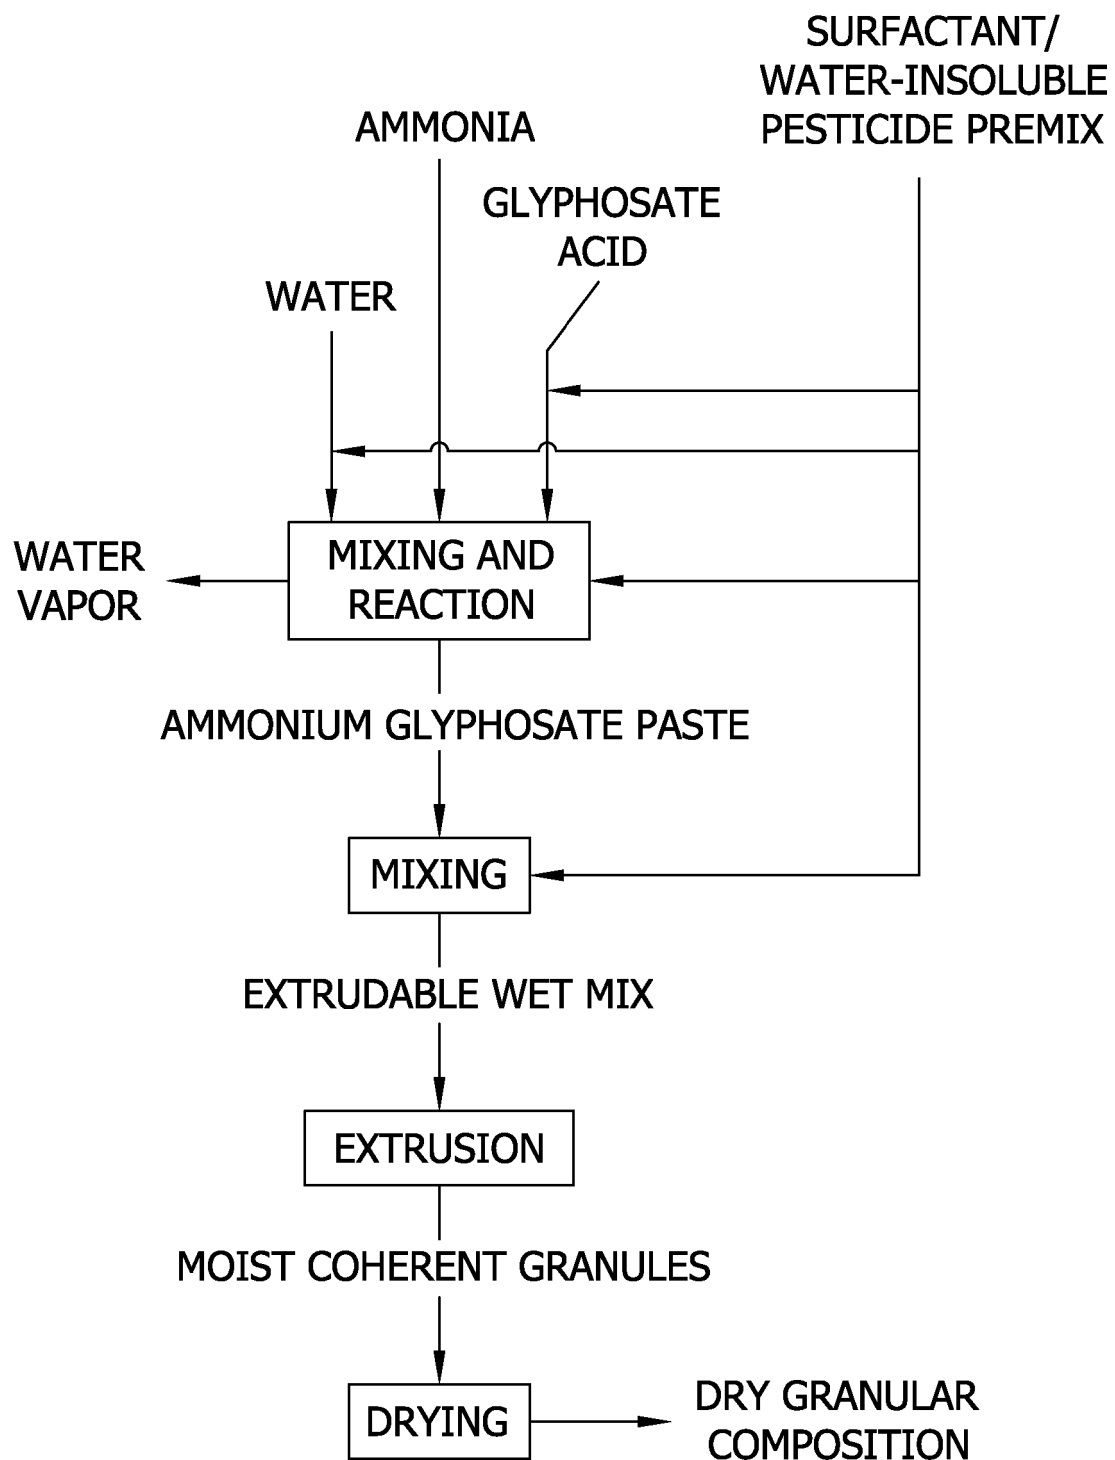 SURFACTANT/
WATER-INSOLUBLE
PESTICIDE PREMIX
AMMONIA
GLYPHOSATE
ACID
WATER
MIXING AND
REACTION
WATER
VAPOR
AMMONIUM GLYPHOSATE PASTE
MIXING
EXTRUDABLE WET MIX
EXTRUSION
MOIST COHERENT GRANULES
DRYING
DRY GRANULAR
COMPOSITION